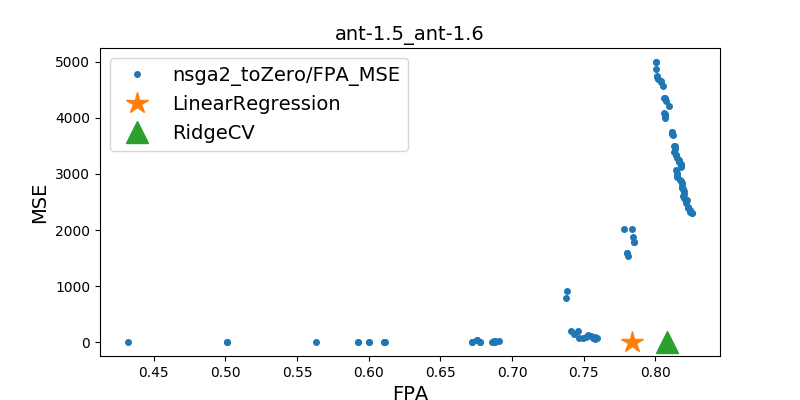 ant-1.5_ant-1.6
5000
4000
3000
2000
1000
0
MSE
nsga2_toZero/FPA_MSE
LinearRegression
RidgeCV
0.45 0.50 0.55 0.60 0.65 0.70 0.75 0.80
FPA